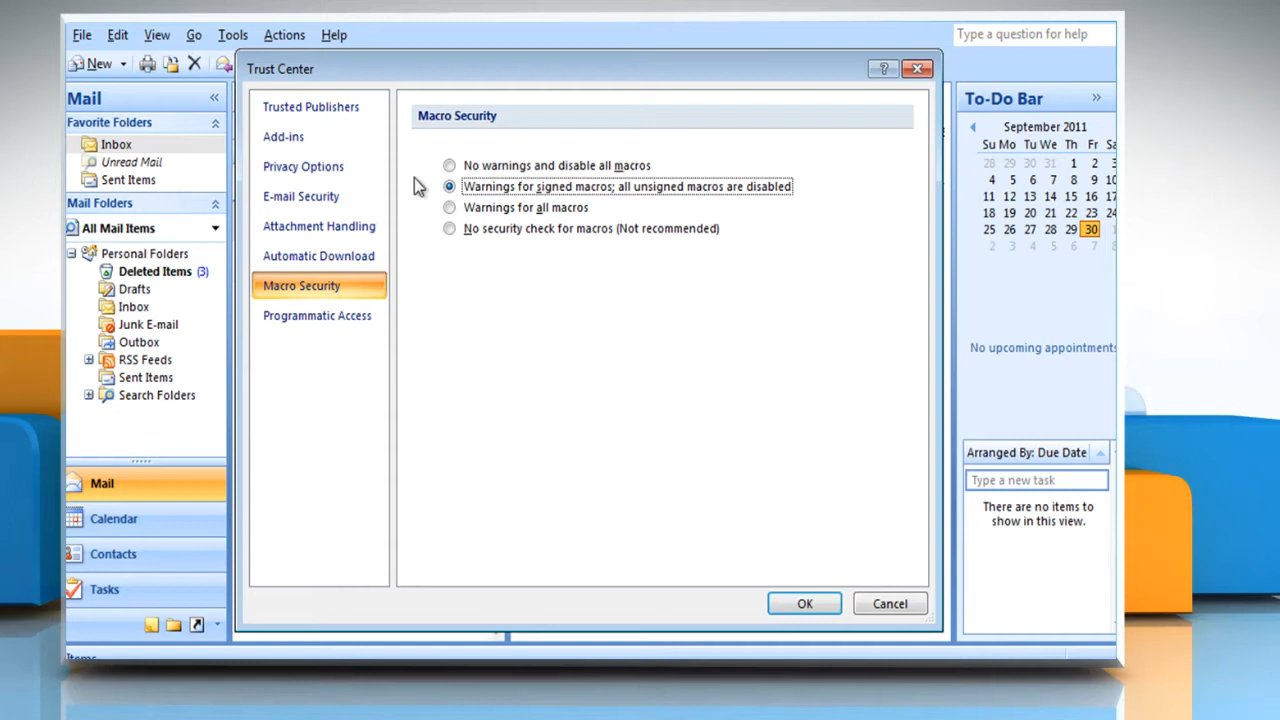 File Edit View Go Tools Actions Help
Type a question for help
New
Trust Center
?
Mail «
Favorite Folders
Inbox
Unread Mail
Sent Items
Mail Folders
All Mail Items
Personal Folders
Deleted Items (3)
Drafts
Inbox
Junk E-mail
Outbox
RSS Feeds
Sent Items
Search Folders
Mail
Calendar
Contacts
Tasks
Trusted Publishers
Add-ins
Privacy Options
E-mail Security
Attachment Handling
Automatic Download
Macro Security
Programmatic Access
Macro Security
No warnings and disable all macros
Warnings for signed macros; all unsigned macros are disabled
Warnings for all macros
No security check for macros (Not recommended)
OK Cancel
To-Do Bar »
September 2011
Su Mo Tu We Th Fr Sa
28 29 30 31 1 2 3
4 5 6 7 8 9 10
11 12 13 14 15 16 17
18 19 20 21 22 23 24
25 26 27 28 29 30 1
2 3 4 5 6 7
No upcoming appointments
Arranged By: Due Date
Type a new task
There are no items to
show in this view.